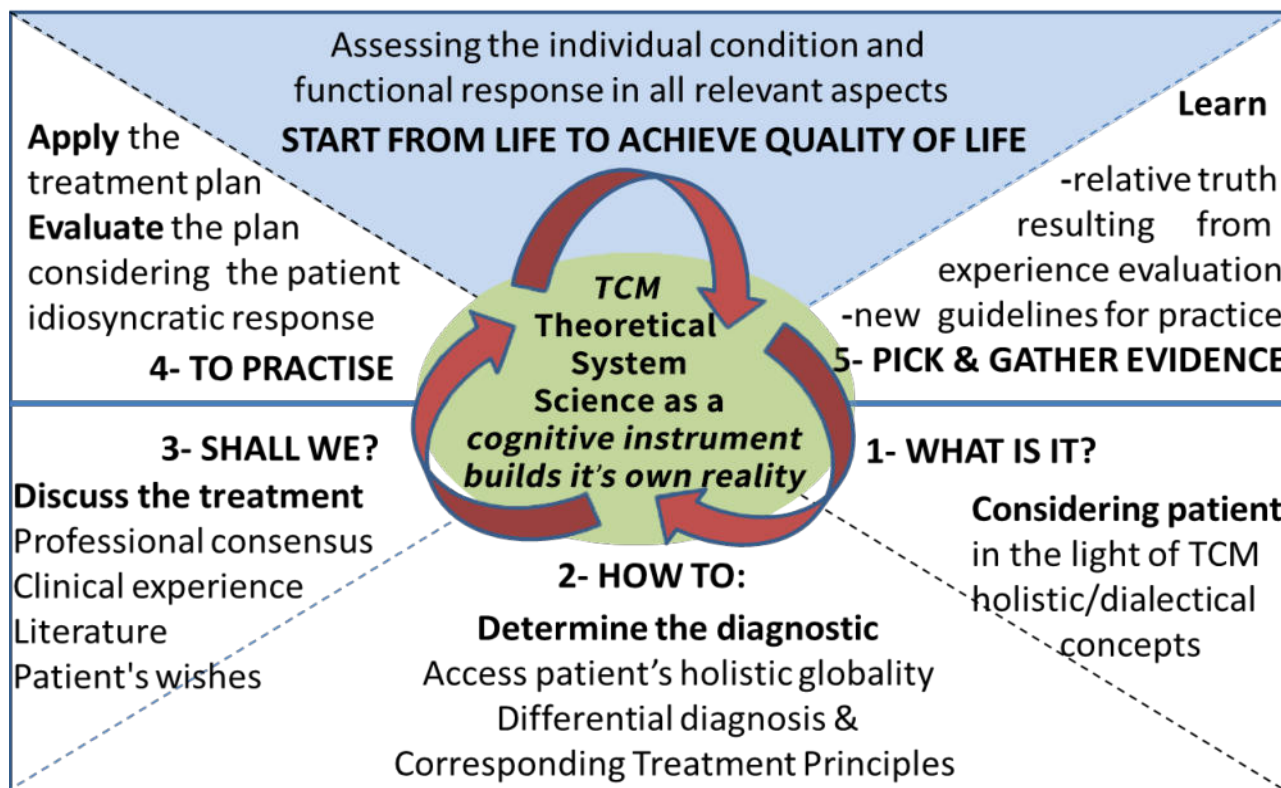 Assessing the individual condition and
functional response in all relevant aspects
START FROM LIFE TO ACHIEVE QUALITY OF LIFE
Apply the
treatment plan
Evaluate the plan
considering the patient
idiosyncratic response
4- TO PRACTISE
Learn
-relative truth
resulting from
experience evaluation
-new guidelines for practice
5- PICK & GATHER EVIDENCE
TCM
Theoretical
System
Science as a
cognitive instrument
builds it's own reality
3- SHALL WE?
Discuss the treatment
Professional consensus
Clinical experience
Literature
Patient's wishes
1- WHAT IS IT?
Considering patient
in the light of TCM
holistic/dialectical
concepts
2- HOW TO:
Determine the diagnostic
Access patient’s holistic globality
Differential diagnosis &
Corresponding Treatment Principles